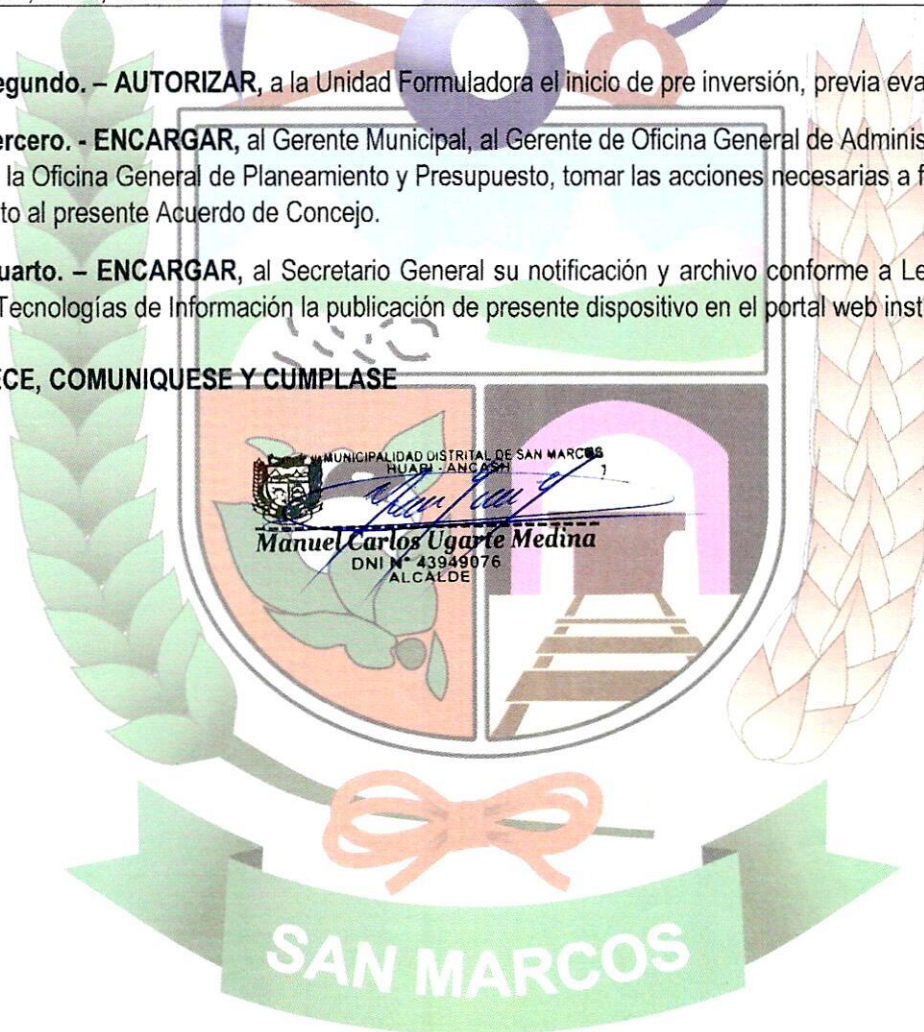 egundo. – AUTORIZAR, a la Unidad Formuladora el inicio de pre inversión, previa eva
ercero. - ENCARGAR, al Gerente Municipal, al Gerente de Oficina General de Adminis
la Oficina General de Planeamiento y Presupuesto, tomar las acciones necesarias a f
to al presente Acuerdo de Concejo.
uarto. – ENCARGAR, al Secretario General su notificación y archivo conforme a Le
Tecnologías de Información la publicación de presente dispositivo en el portal web inst
ECE, COMUNIQUESE Y CUMPLASE
MUNICIPALIDAD DISTRITAL DE SAN MARCOS
HUARI - ANCASH
Manuel Carlos Ugarte Medina
DNI N° 43949076
ALCALDE
SAN MARCOS